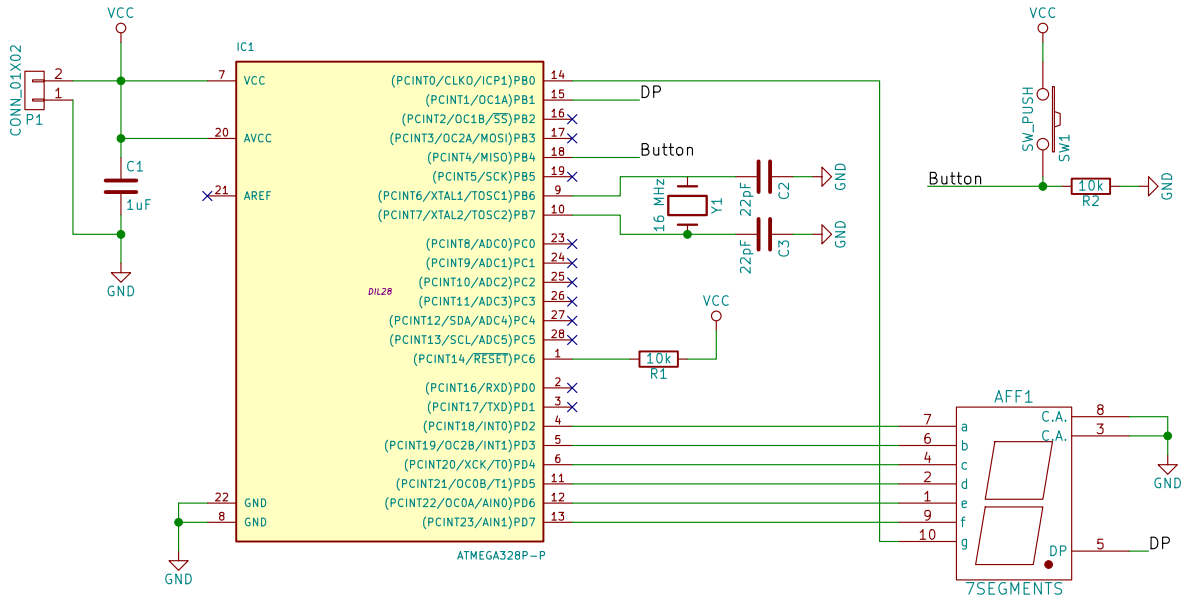 VCC
CONN_01X02
2
1
P1
C1
1uF
GND
IC1
7 VCC
20 AVCC
21 AREF
22 GND
8 GND
GND
DIL28
ATMEGA328P-P
(PCINT0/CLKO/ICP1)PB0 14
(PCINT1/OC1A)PB1 15 DP
(PCINT2/OC1B/SS)PB2 16
(PCINT3/OC2A/MOSI)PB3 17
(PCINT4/MISO)PB4 18 Button
(PCINT5/SCK)PB5 19
(PCINT6/XTAL1/TOSC1)PB6 9
(PCINT7/XTAL2/TOSC2)PB7 10
(PCINT8/ADC0)PC0 23
(PCINT9/ADC1)PC1 24
(PCINT10/ADC2)PC2 25
(PCINT11/ADC3)PC3 26
(PCINT12/SDA/ADC4)PC4 27
(PCINT13/SCL/ADC5)PC5 28
(PCINT14/RESET)PC6 1
(PCINT16/RXD)PD0 2
(PCINT17/TXD)PD1 3
(PCINT18/INT0)PD2 4
(PCINT19/OC2B/INT1)PD3 5
(PCINT20/XCK/T0)PD4 6
(PCINT21/OC0B/T1)PD5 11
(PCINT22/OC0A/AIN0)PD6 12
(PCINT23/AIN1)PD7 13
16 MHz
Y1
22pF
C2
GND
22pF
C3
GND
VCC
10k
R1
VCC
SW_PUSH
SW1
Button
10k
R2
GND
AFF1
7 a
6 b
4 c
2 d
1 e
9 f
10 g
C.A. 8
C.A. 3
GND
DP 5 DP
7SEGMENTS